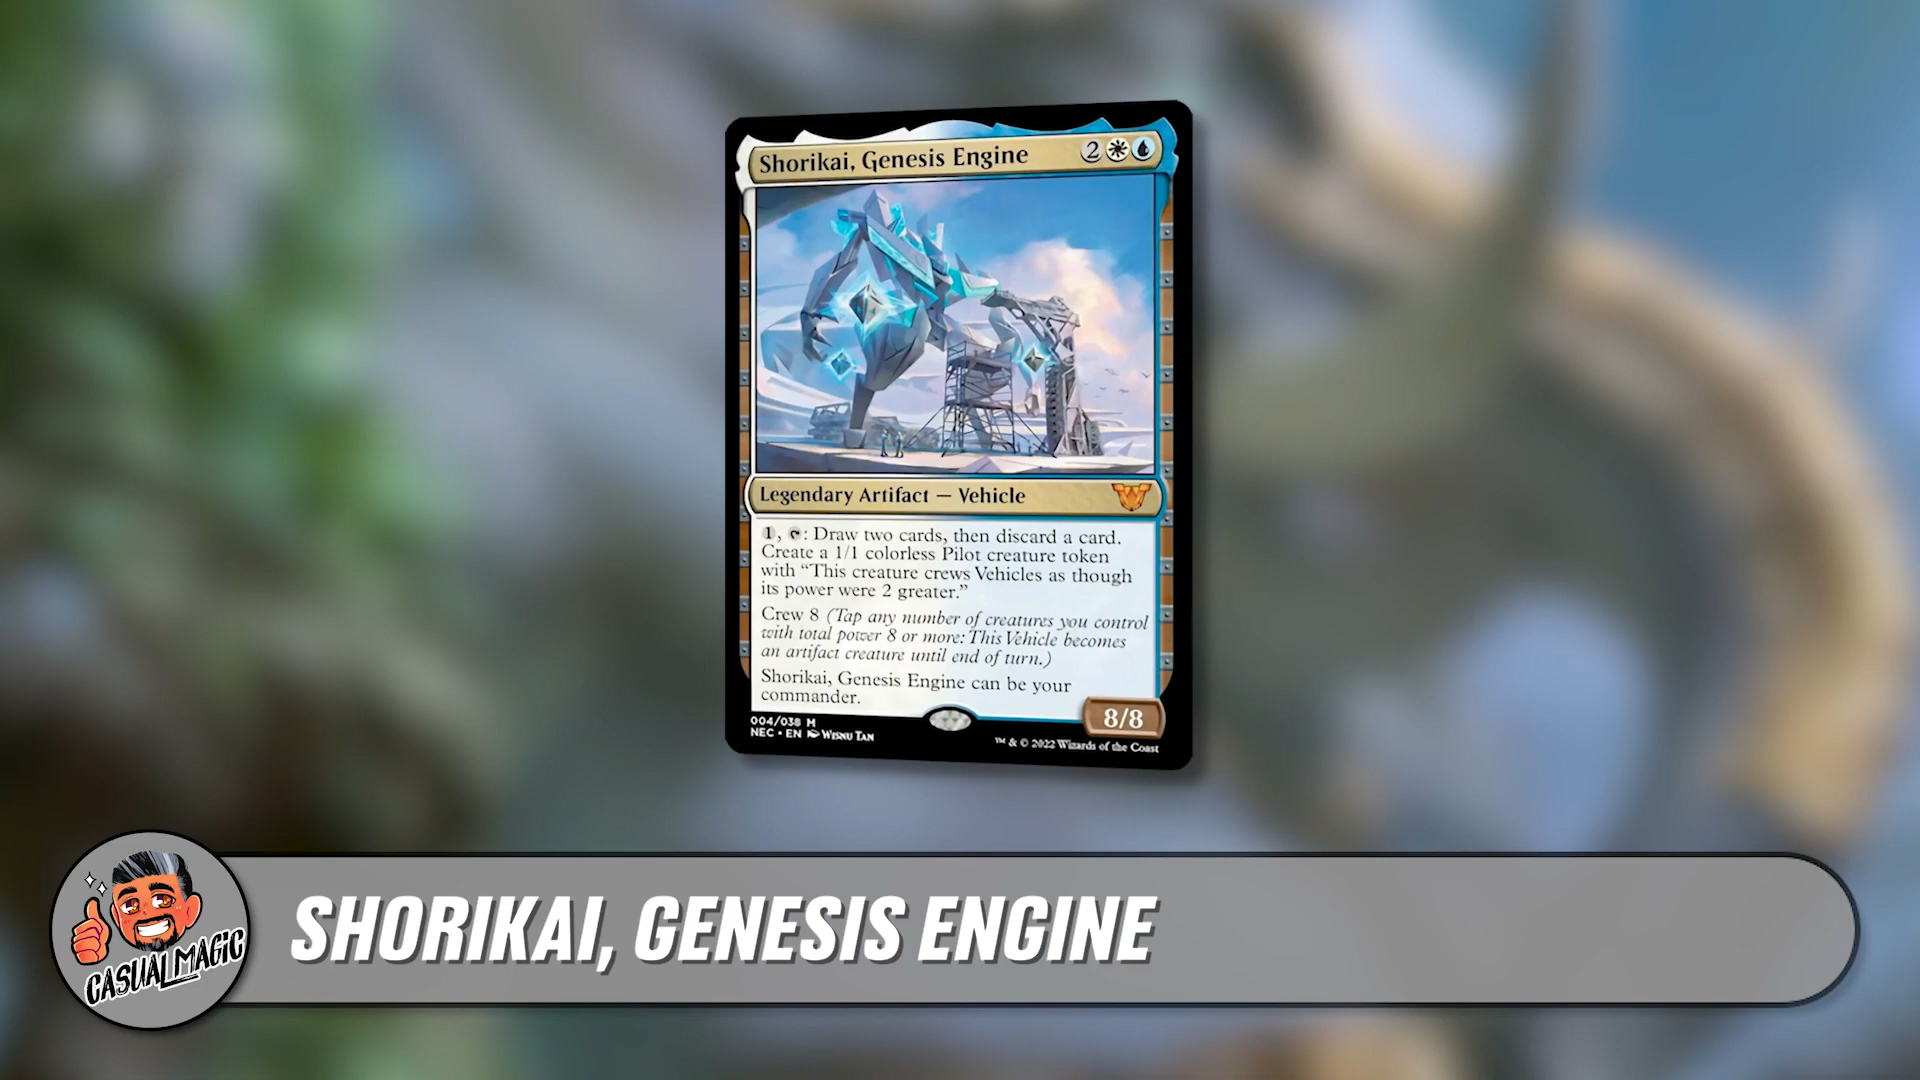 Shorikai, Genesis Engine 2
Legendary Artifact — Vehicle
1, : Draw two cards, then discard a card.
Create a 1/1 colorless Pilot creature token
with “This creature crews Vehicles as though
its power were 2 greater.”
Crew 8 (Tap any number of creatures you control
with total power 8 or more: This Vehicle becomes
an artifact creature until end of turn.)
Shorikai, Genesis Engine can be your
commander.
8/8
004/038 M
NEC • EN Wisnu Tan
™ & © 2022 Wizards of the Coast
CASUAL MAGIC
SHORIKAI, GENESIS ENGINE